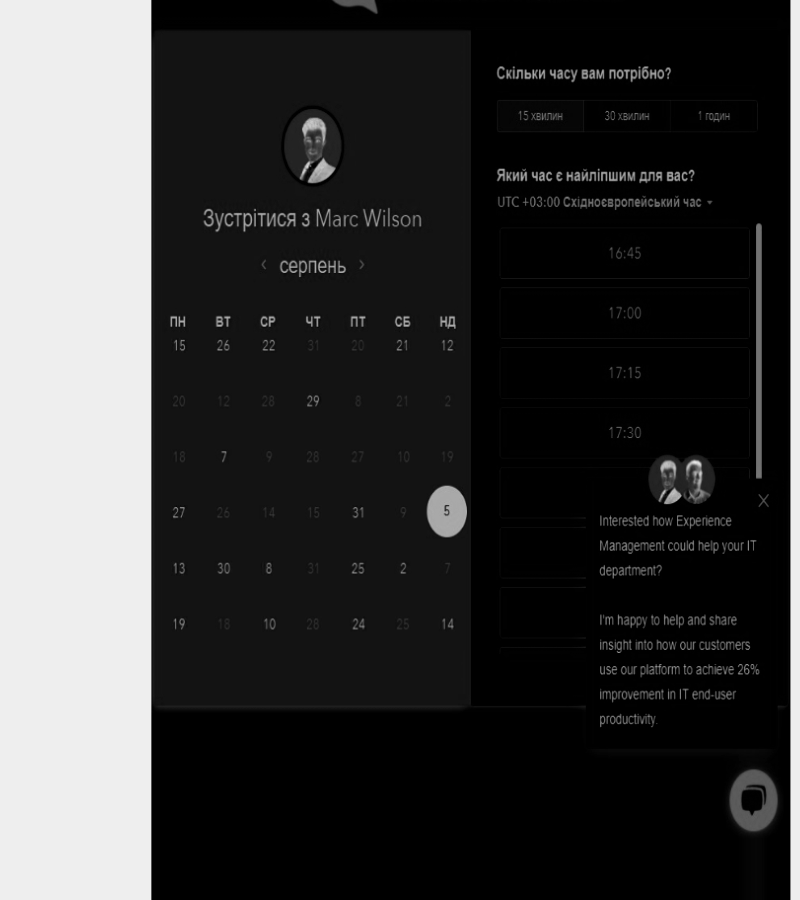 Зустрітися з Marc Wilson
серпень
ПН ВТ СР ЧТ ПТ СБ НД
15 26 22 31 20 21 12
20 12 28 29 8 21 2
18 7 9 28 27 10 19
27 26 14 15 31 9 5
13 30 8 31 25 2 7
19 18 10 28 24 25 14
Скільки часу вам потрібно?
15 хвилин 30 хвилин 1 годин
Який час є найліпшим для вас?
UTC +03:00 Східноєвропейський час
16:45
17:00
17:15
17:30
Interested how Experience
Management could help your IT
department?
I'm happy to help and share
insight into how our customers
use our platform to achieve 26%
improvement in IT end-user
productivity.